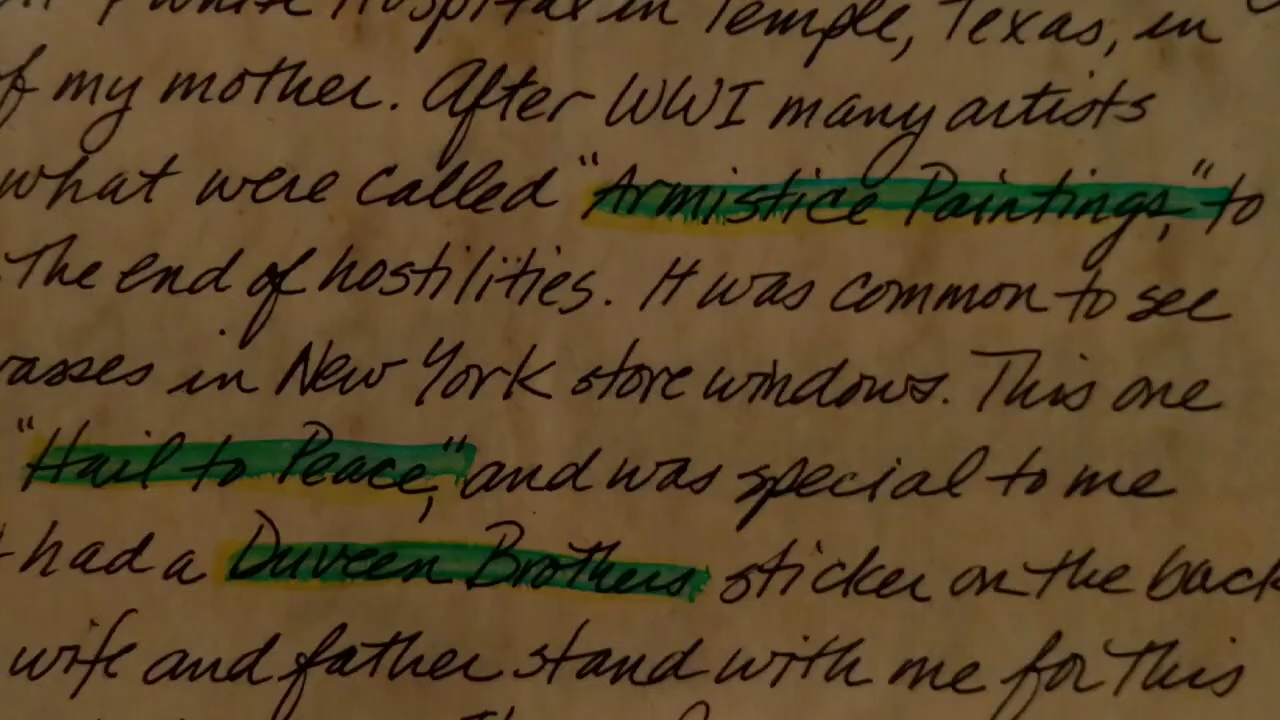 White Hospital in Temple, Texas, in
of my mother. After WWI many artists
what were called "Armistice Paintings," to
The end of hostilities. It was common to see
asses in New York store windows. This one
"Hail to Peace," and was special to me
had a Duveen Brothers sticker on the back
wife and father stand with me for this